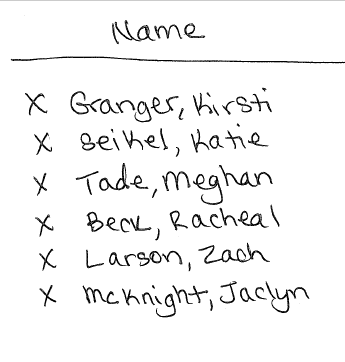 Name
x Granger, Kirsti
x Seikel, Katie
x Tade, Meghan
x Beck, Racheal
x Larson, Zach
x McKnight, Jaclyn